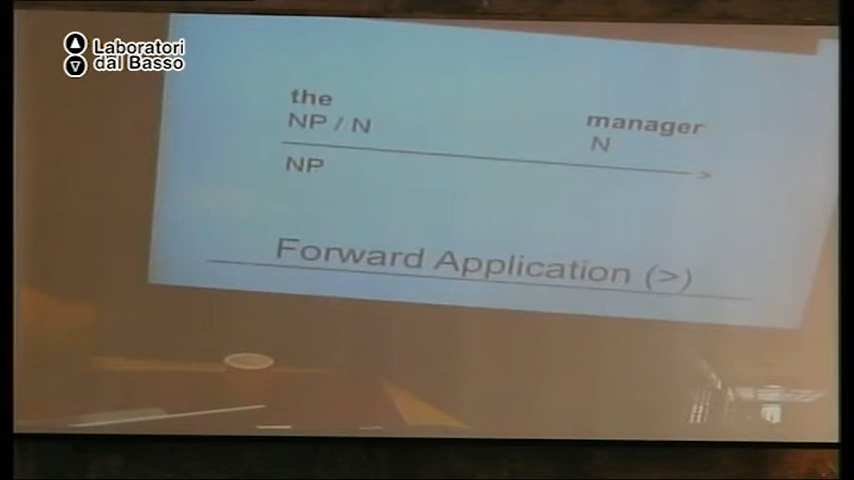 Laboratori
dal Basso
the
manager
NP / N
N
NP
>
Forward Application (>)